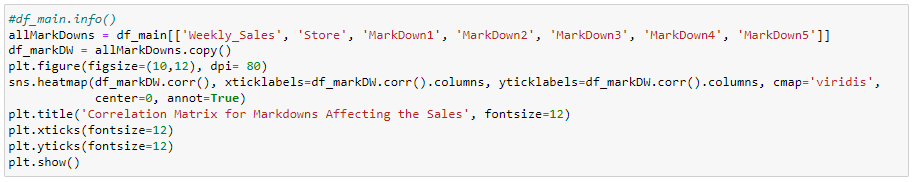 #df_main.info()
allMarkDowns = df_main[['Weekly_Sales', 'Store', 'MarkDown1', 'MarkDown2', 'MarkDown3', 'MarkDown4', 'MarkDown5']]
df_markDW = allMarkDowns.copy()
plt.figure(figsize=(10,12), dpi= 80)
sns.heatmap(df_markDW.corr(), xticklabels=df_markDW.corr().columns, yticklabels=df_markDW.corr().columns, cmap='viridis',
            center=0, annot=True)
plt.title('Correlation Matrix for Markdowns Affecting the Sales', fontsize=12)
plt.xticks(fontsize=12)
plt.yticks(fontsize=12)
plt.show()